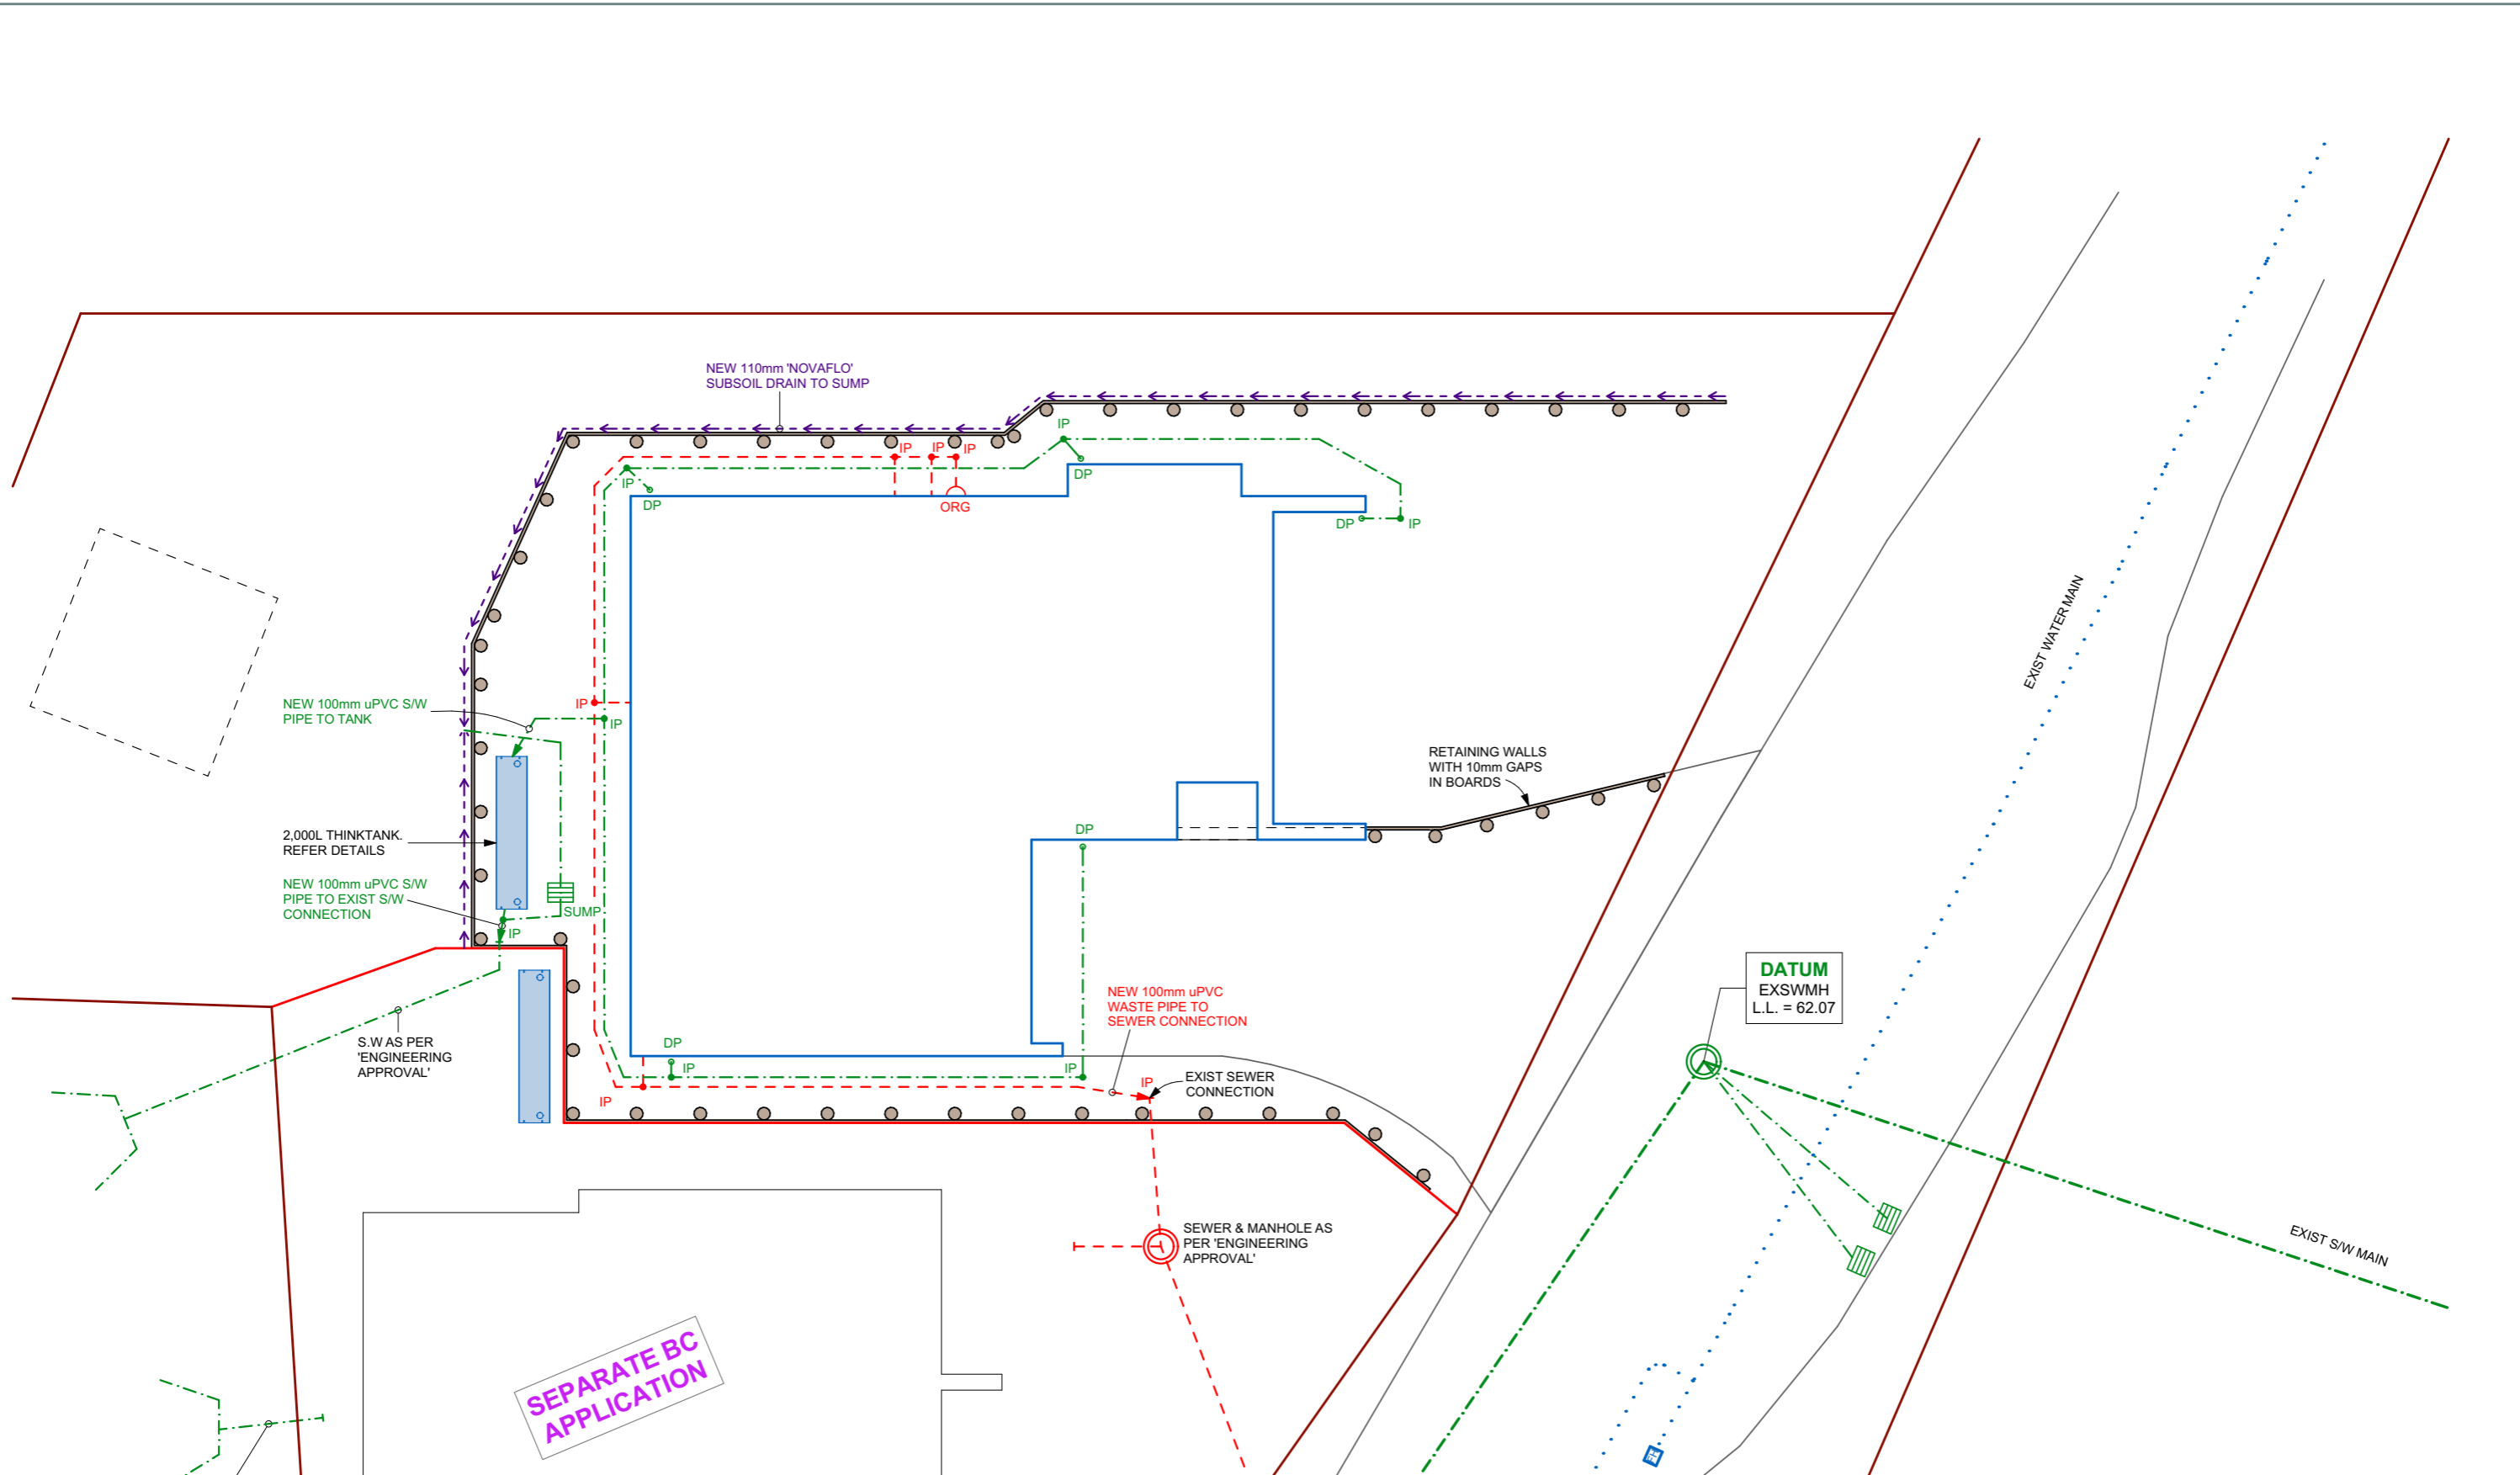 NEW 110mm 'NOVAFLO'
SUBSOIL DRAIN TO SUMP
IP
IP
IP
IP
DP
ORG
IP
DP
DP
IP
EXIST WATER MAIN
NEW 100mm uPVC S/W
PIPE TO TANK
IP
IP
RETAINING WALLS
WITH 10mm GAPS
IN BOARDS
2,000L THINKTANK.
REFER DETAILS
DP
NEW 100mm uPVC S/W
PIPE TO EXIST S/W
CONNECTION
SUMP
IP
DATUM
EXSWMH
L.L. = 62.07
NEW 100mm uPVC
WASTE PIPE TO
SEWER CONNECTION
S.W AS PER
'ENGINEERING
APPROVAL'
DP
IP
IP
IP
IP
EXIST SEWER
CONNECTION
SEWER & MANHOLE AS
PER 'ENGINEERING
APPROVAL'
EXIST S/W MAIN
SEPARATE BC
APPLICATION